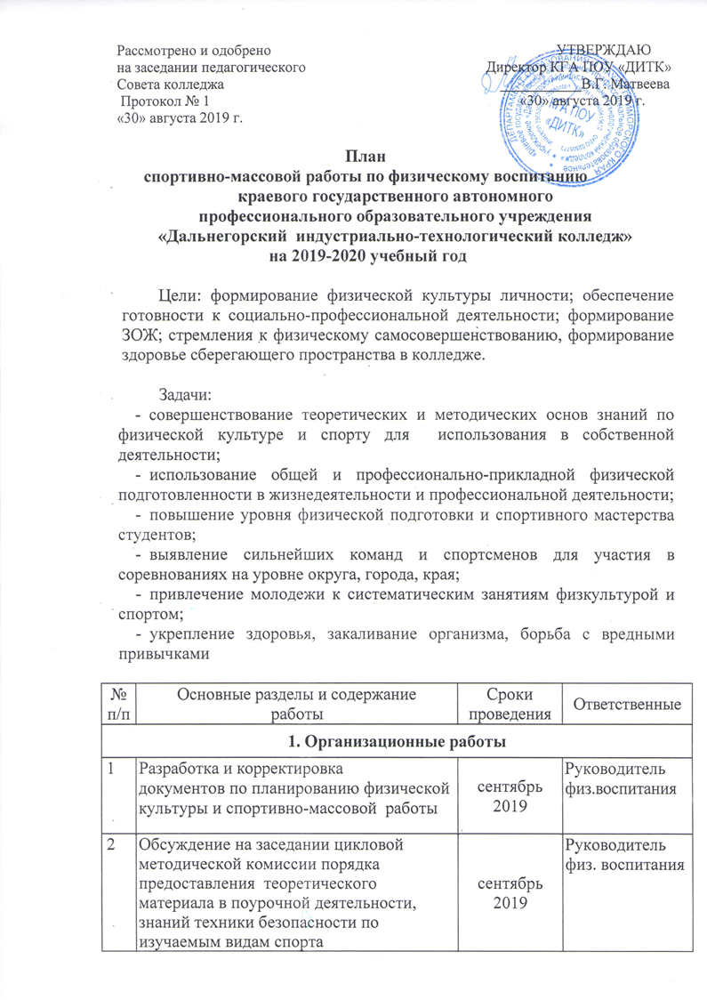 Рассмотрено и одобрено
на заседании педагогического
Совета колледжа
Протокол № 1
«30» августа 2019 г.
УТВЕРЖДАЮ
Директор КГА ПОУ «ДИТК»
В.Г. Матвеева
«30» августа 2019 г.
КГА ПОУ
«ДИТК»
План
спортивно-массовой работы по физическому воспитанию
краевого государственного автономного
профессионального образовательного учреждения
«Дальнегорский индустриально-технологический колледж»
на 2019-2020 учебный год
Цели: формирование физической культуры личности; обеспечение
готовности к социально-профессиональной деятельности; формирование
ЗОЖ; стремления к физическому самосовершенствованию, формирование
здоровье сберегающего пространства в колледже.
Задачи:
- совершенствование теоретических и методических основ знаний по
физической культуре и спорту для использования в собственной
деятельности;
- использование общей и профессионально-прикладной физической
подготовленности в жизнедеятельности и профессиональной деятельности;
- повышение уровня физической подготовки и спортивного мастерства
студентов;
- выявление сильнейших команд и спортсменов для участия в
соревнованиях на уровне округа, города, края;
- привлечение молодежи к систематическим занятиям физкультурой и
спортом;
- укрепление здоровья, закаливание организма, борьба с вредными
привычками
№
п/п
Основные разделы и содержание
работы
Сроки
проведения
Ответственные
1. Организационные работы
1
Разработка и корректировка
документов по планированию физической
культуры и спортивно-массовой работы
сентябрь
2019
Руководитель
физ.воспитания
2
Обсуждение на заседании цикловой
методической комиссии порядка
предоставления теоретического
материала в поурочной деятельности,
знаний техники безопасности по
изучаемым видам спорта
сентябрь
2019
Руководитель
физ. воспитания